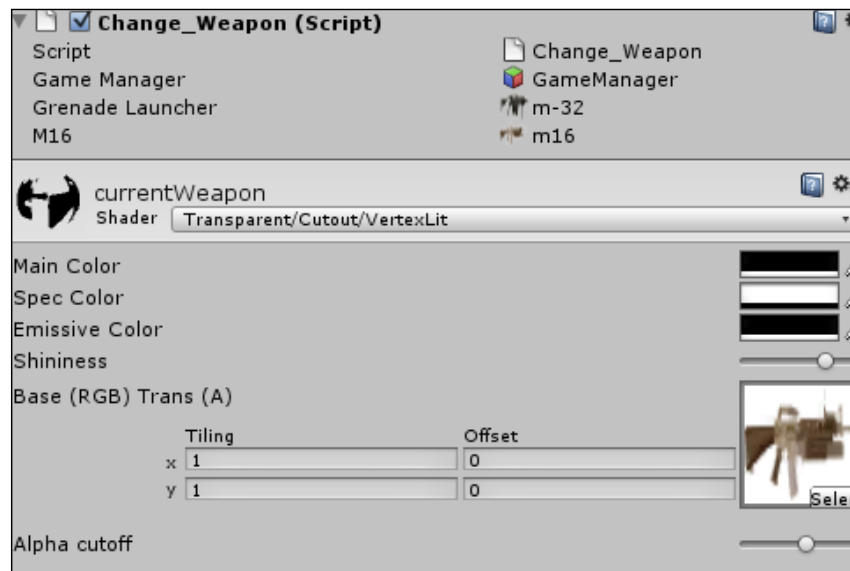 Change_Weapon (Script)
Script Change_Weapon
Game Manager GameManager
Grenade Launcher m-32
M16 m16
currentWeapon
Shader Transparent/Cutout/VertexLit
Main Color
Spec Color
Emissive Color
Shininess
Base (RGB) Trans (A)
Tiling Offset
x 1 0
y 1 0
Sele
Alpha cutoff